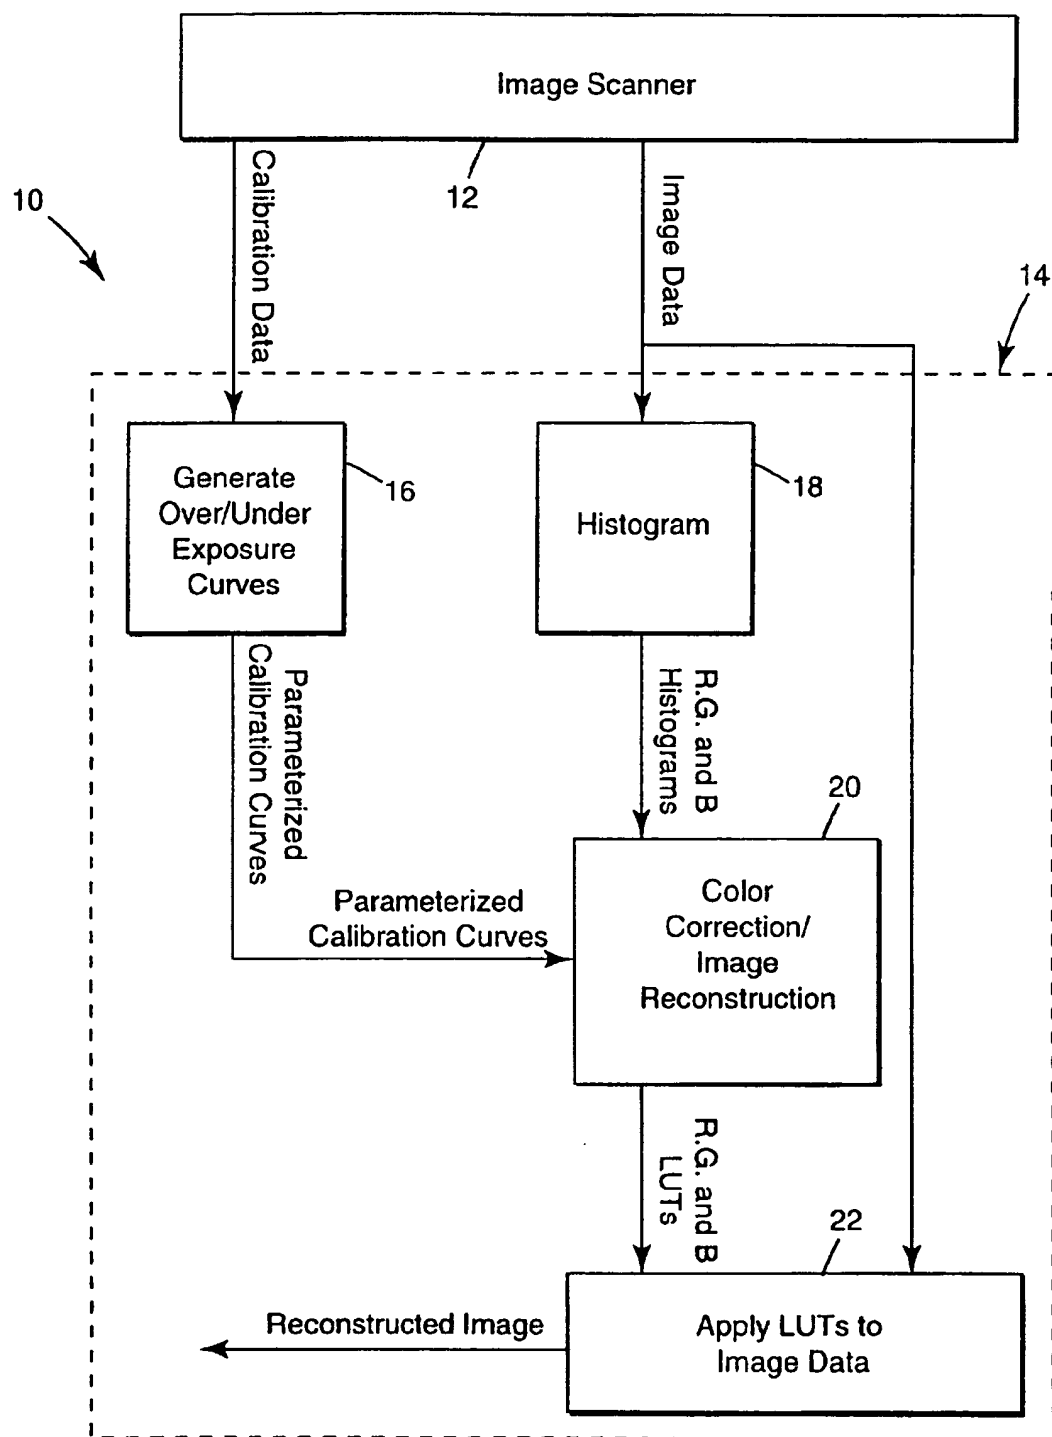 Image Scanner
12
10
Calibration Data
Image Data
14
Generate
Over/Under
Exposure
Curves
16
Histogram
18
Parameterized
Calibration Curves
R.G. and B
Histograms
20
Parameterized
Calibration Curves
Color
Correction/
Image
Reconstruction
R.G. and B
LUTs
22
Reconstructed Image
Apply LUTs to
Image Data